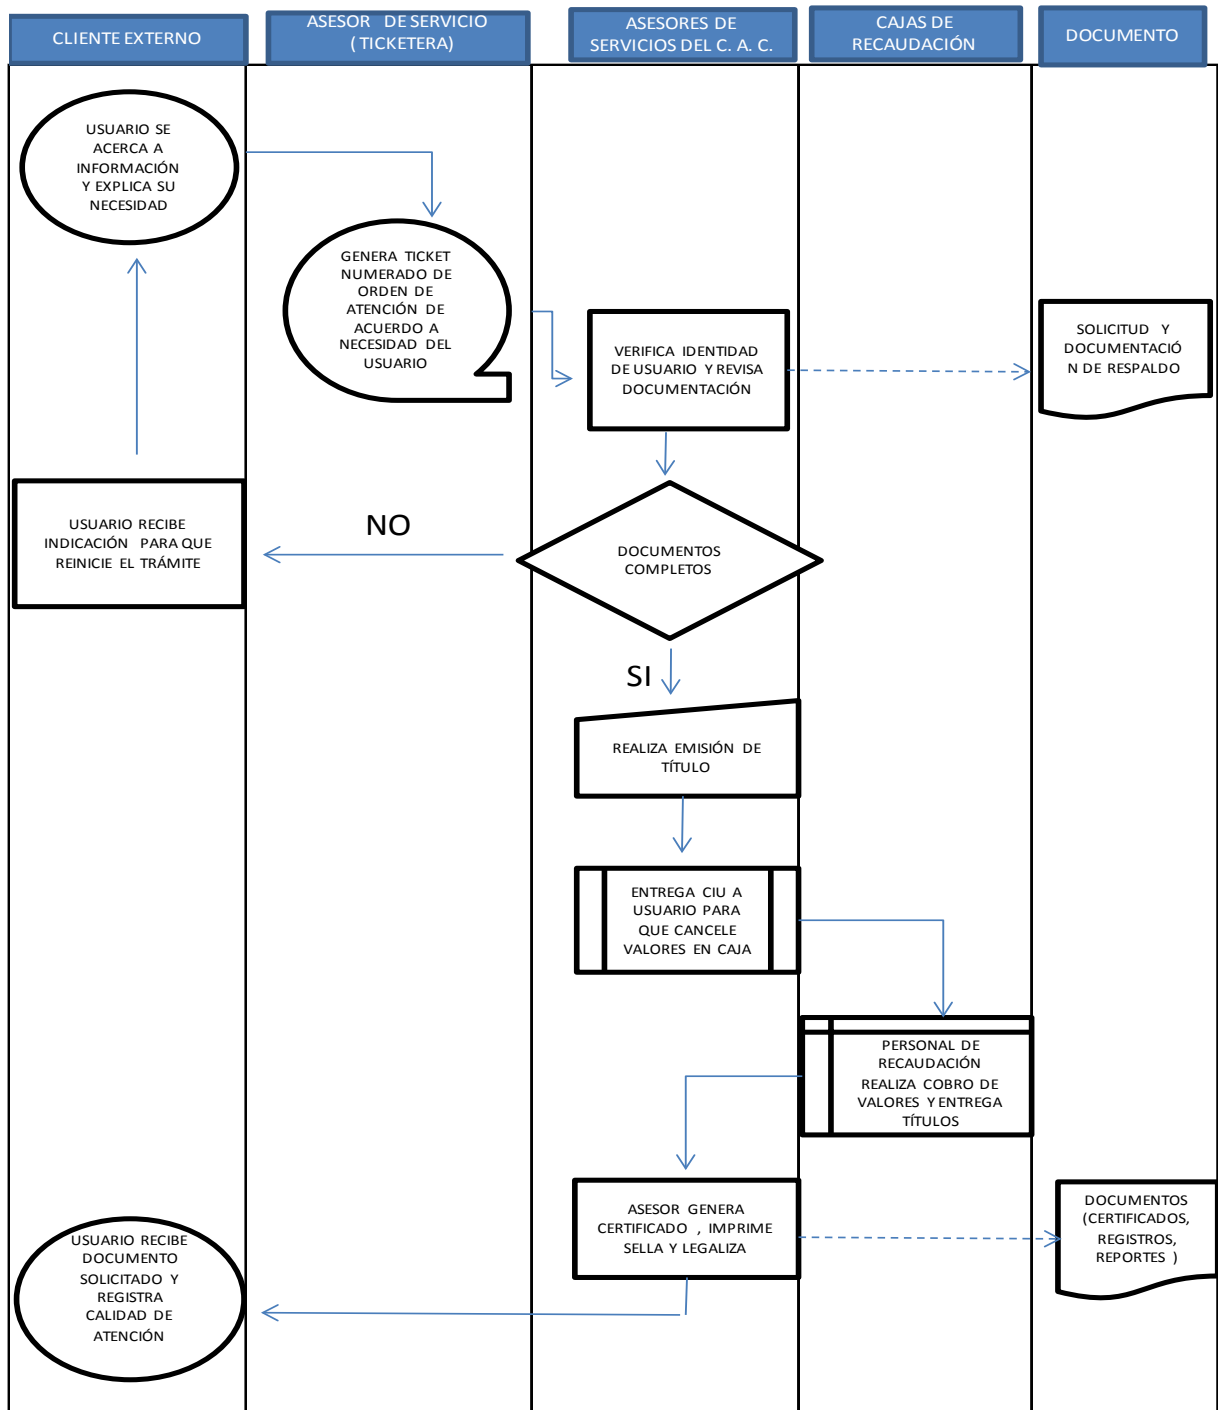 CLIENTE EXTERNO
ASESOR DE SERVICIO
( TICKETERA)
ASESORES DE
SERVICIOS DEL C. A. C.
CAJAS DE
RECAUDACIÓN
DOCUMENTO
USUARIO SE
ACERCA A
INFORMACIÓN
Y EXPLICA SU
NECESIDAD
GENERA TICKET
NUMERADO DE
ORDEN DE
ATENCIÓN DE
ACUERDO A
NECESIDAD DEL
USUARIO
VERIFICA IDENTIDAD
DE USUARIO Y REVISA
DOCUMENTACIÓN
SOLICITUD Y
DOCUMENTACIÓ
N DE RESPALDO
USUARIO RECIBE
INDICACIÓN PARA QUE
REINICIE EL TRÁMITE
NO
DOCUMENTOS
COMPLETOS
SI
REALIZA EMISIÓN DE
TÍTULO
ENTREGA CIU A
USUARIO PARA
QUE CANCELE
VALORES EN CAJA
PERSONAL DE
RECAUDACIÓN
REALIZA COBRO DE
VALORES Y ENTREGA
TÍTULOS
ASESOR GENERA
CERTIFICADO , IMPRIME
SELLA Y LEGALIZA
DOCUMENTOS
(CERTIFICADOS,
REGISTROS,
REPORTES )
USUARIO RECIBE
DOCUMENTO
SOLICITADO Y
REGISTRA
CALIDAD DE
ATENCIÓN